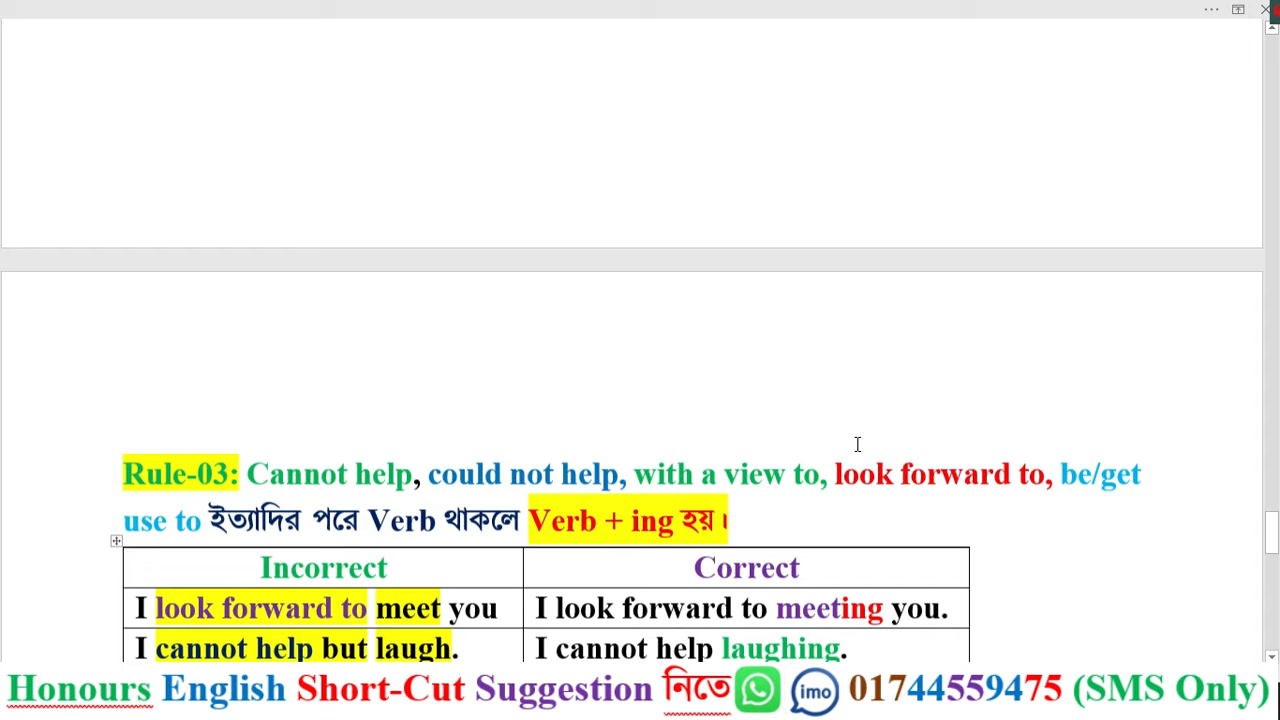 Rule-03: Cannot help, could not help, with a view to, look forward to, be/get
use to ইত্যাদির পরে Verb থাকলে Verb + ing হয়।
Incorrect Correct
I look forward to meet you I look forward to meeting you.
I cannot help but laugh. I cannot help laughing.
Honours English Short-Cut Suggestion নিতে imo 01744559475 (SMS Only)